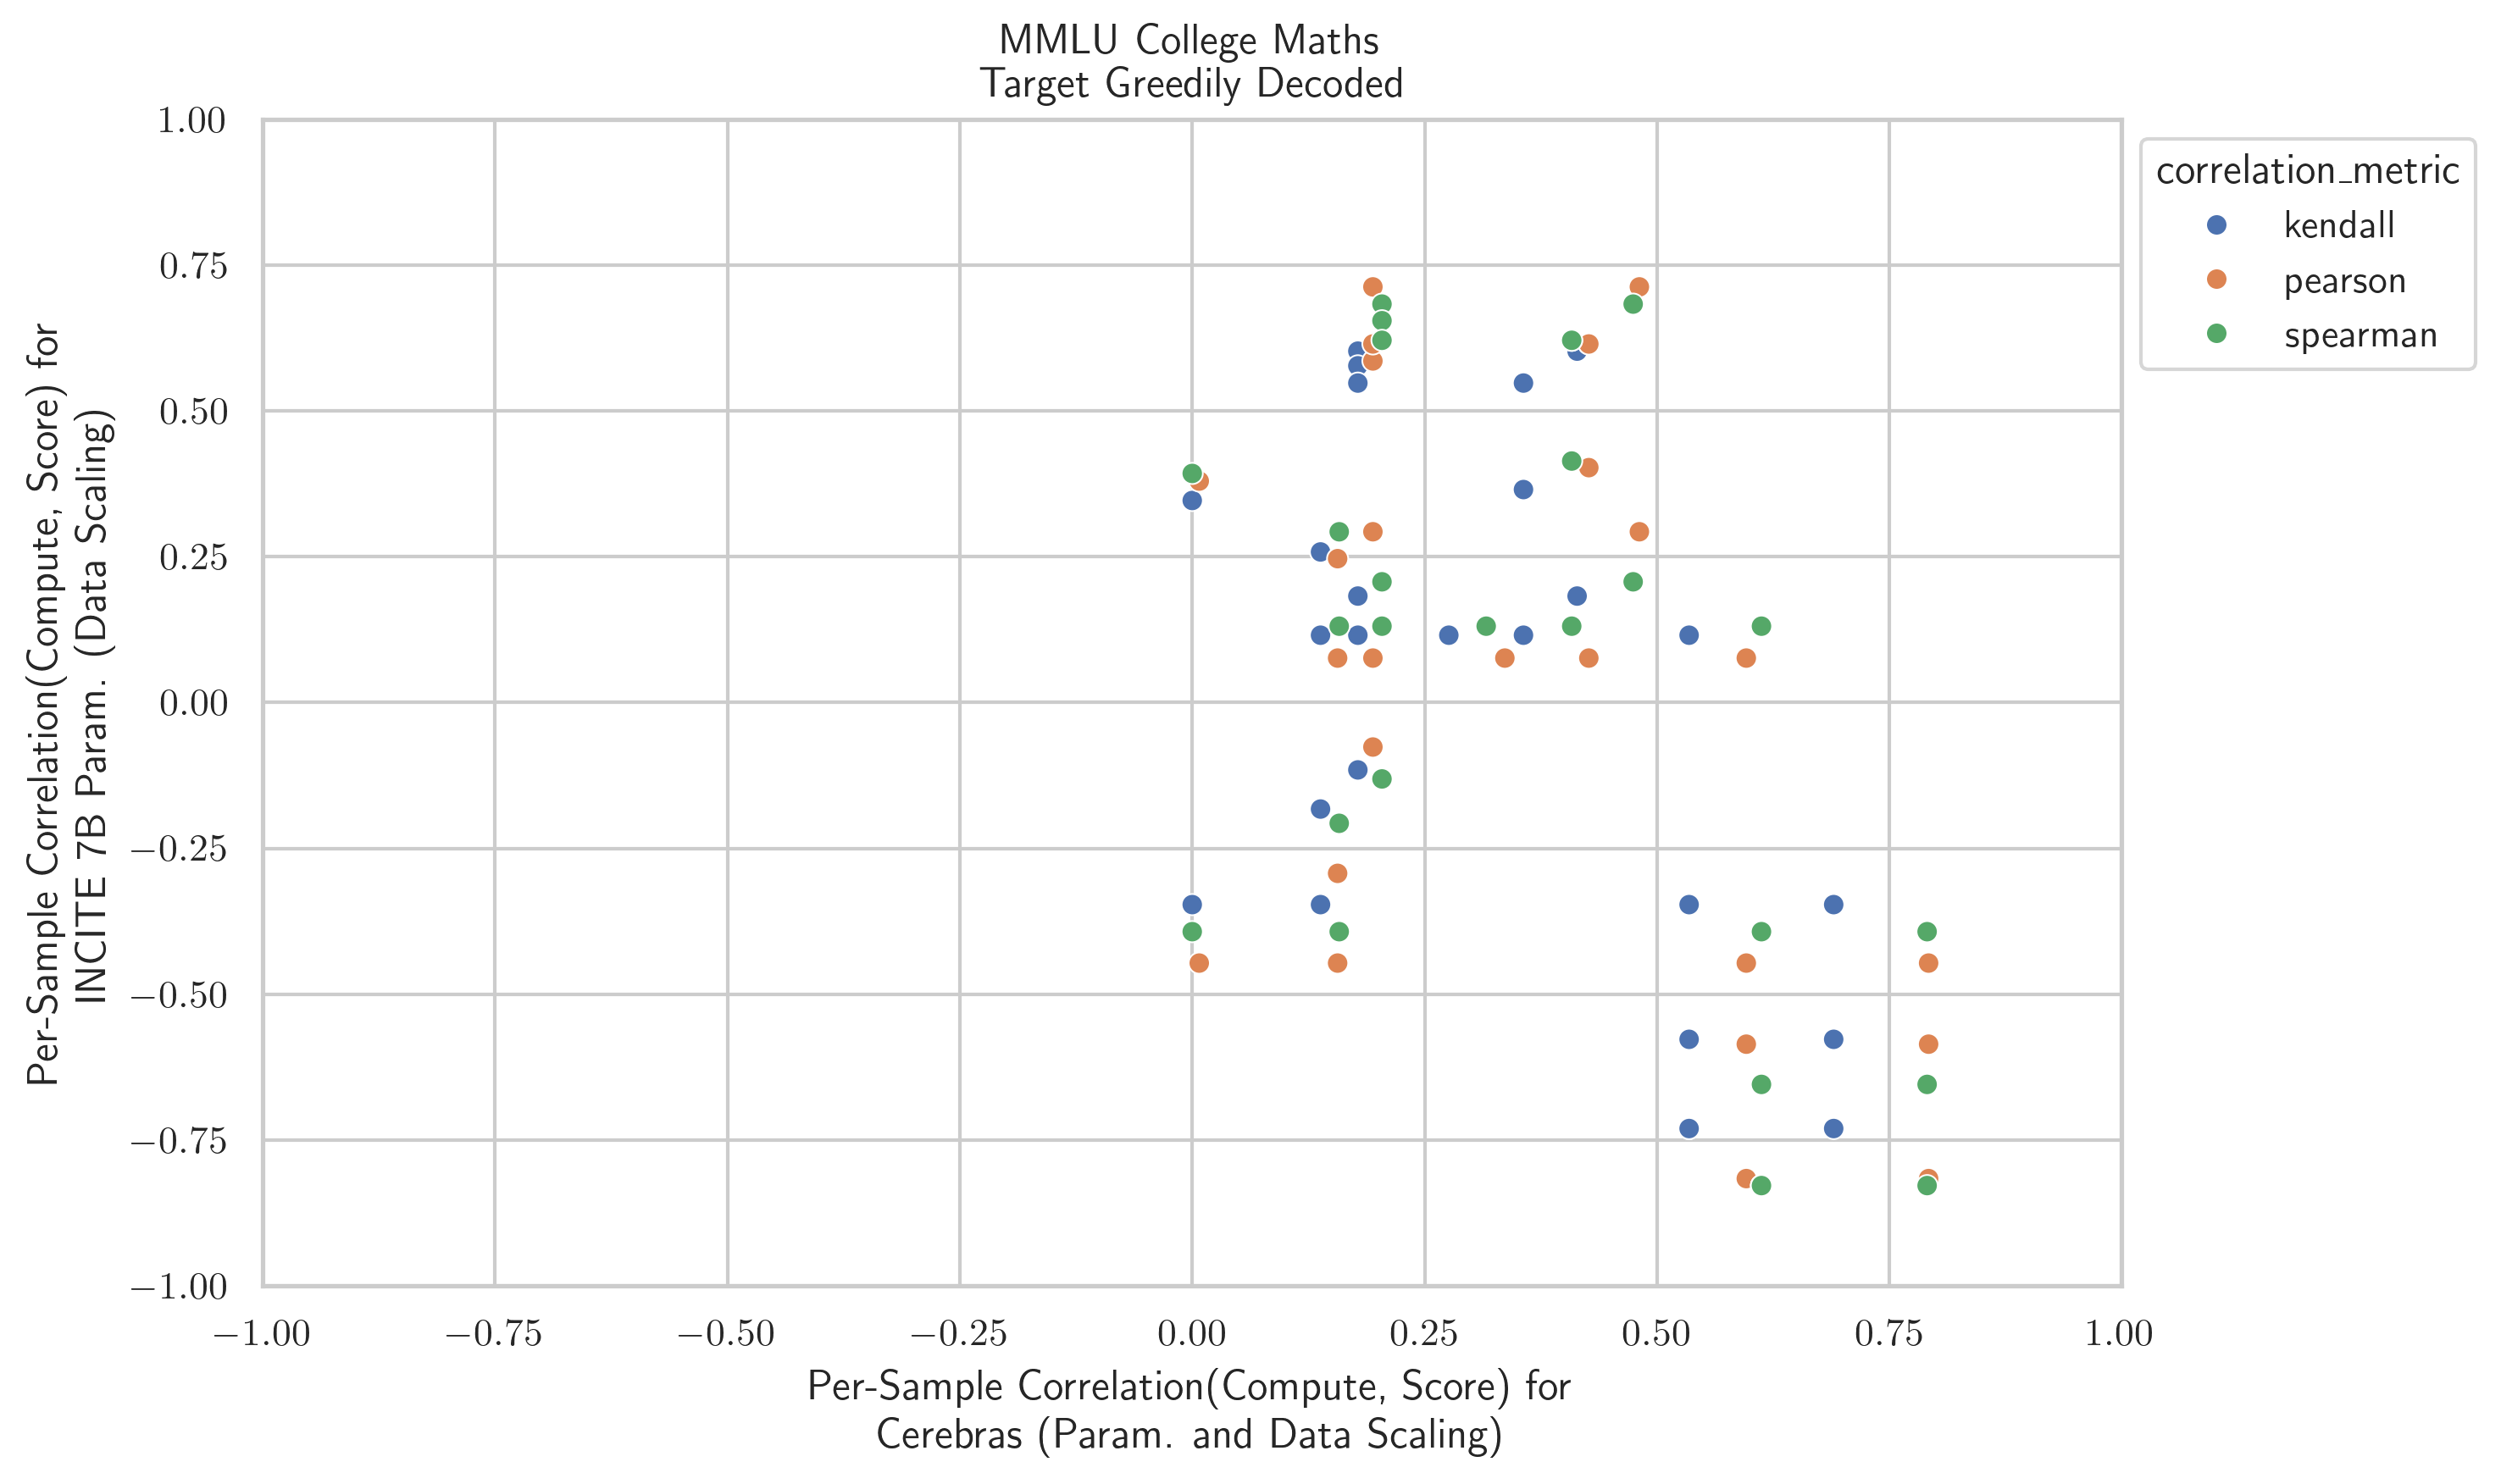 MMLU College Maths
Target Greedily Decoded
1.00
0.75
0.50
0.25
0.00
−0.25
−0.50
−0.75
−1.00
Per-Sample Correlation(Compute, Score) for
INCITE 7B Param. (Data Scaling)
correlation_metric
kendall
pearson
spearman
−1.00 −0.75 −0.50 −0.25 0.00 0.25 0.50 0.75 1.00
Per-Sample Correlation(Compute, Score) for
Cerebras (Param. and Data Scaling)